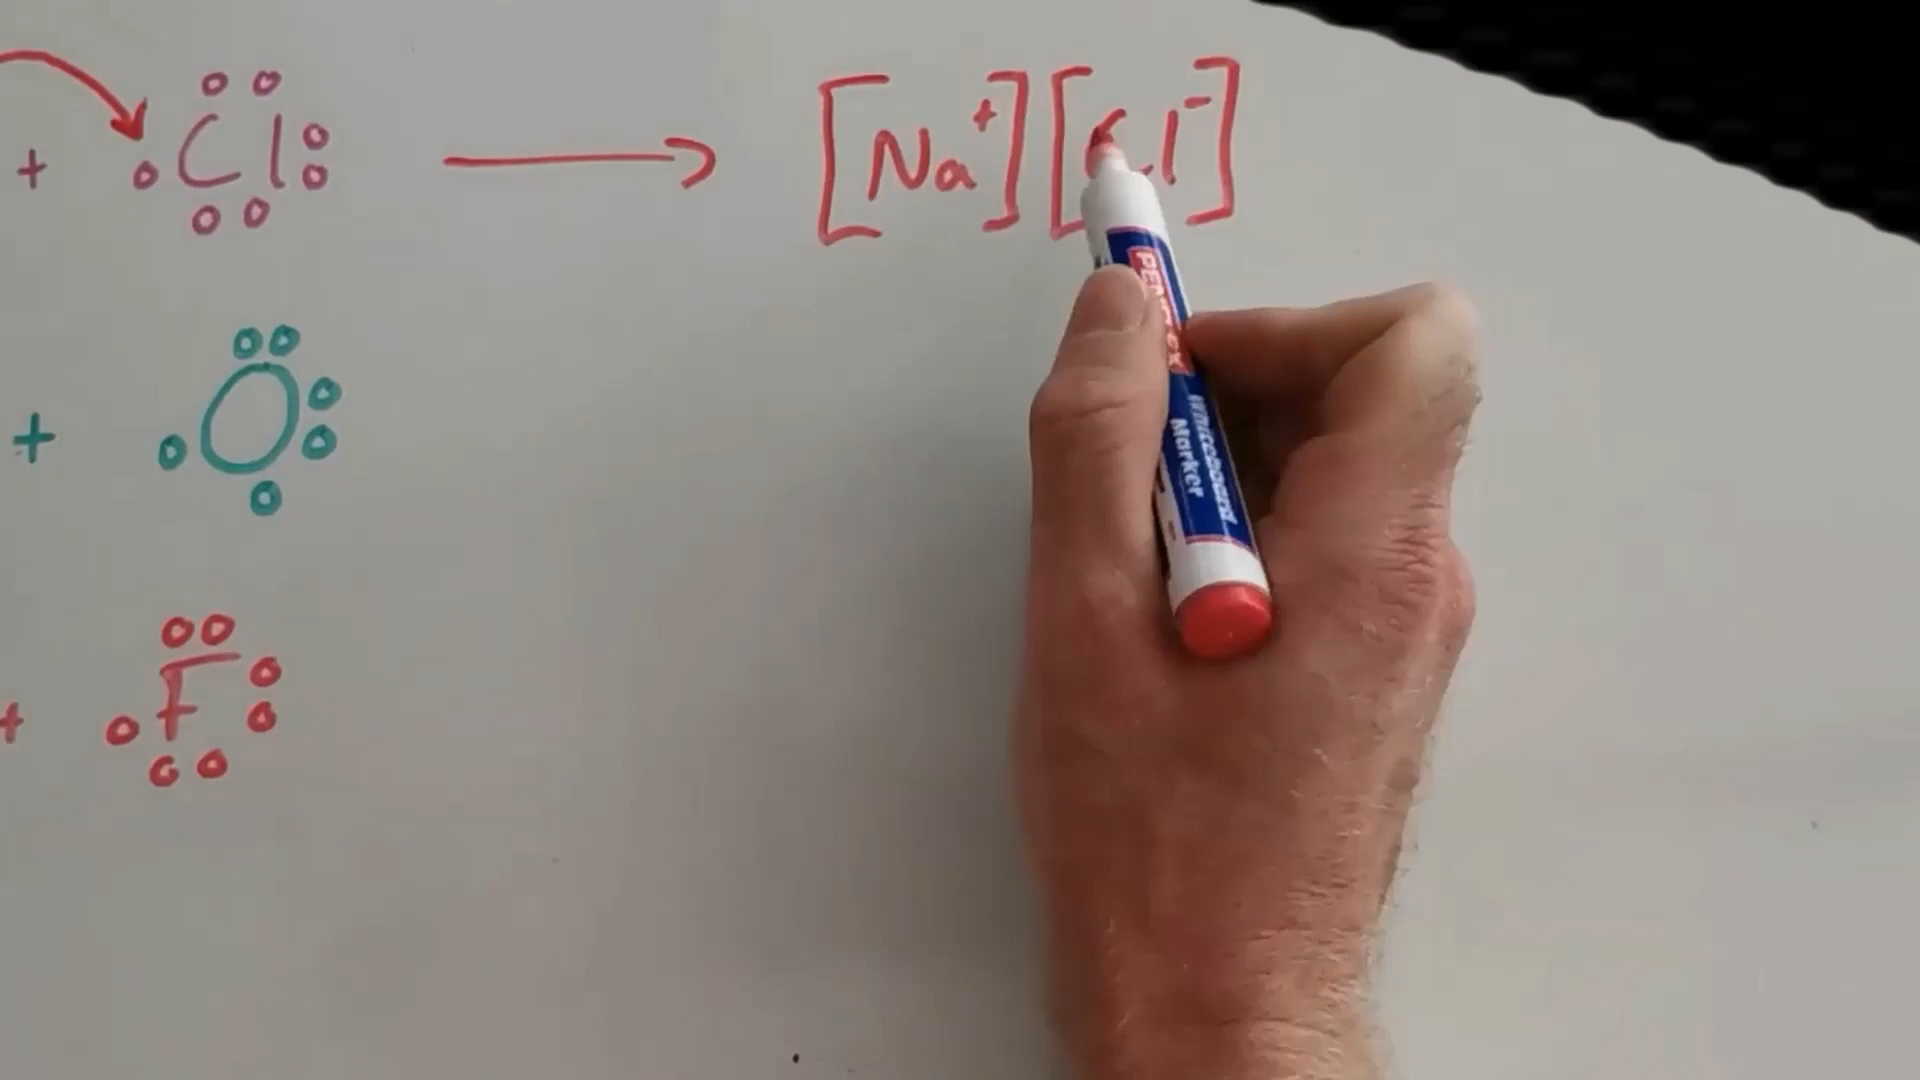 + Cl → [Na⁺] [Cl⁻]
+ O
+ F
Whiteboard
Marker